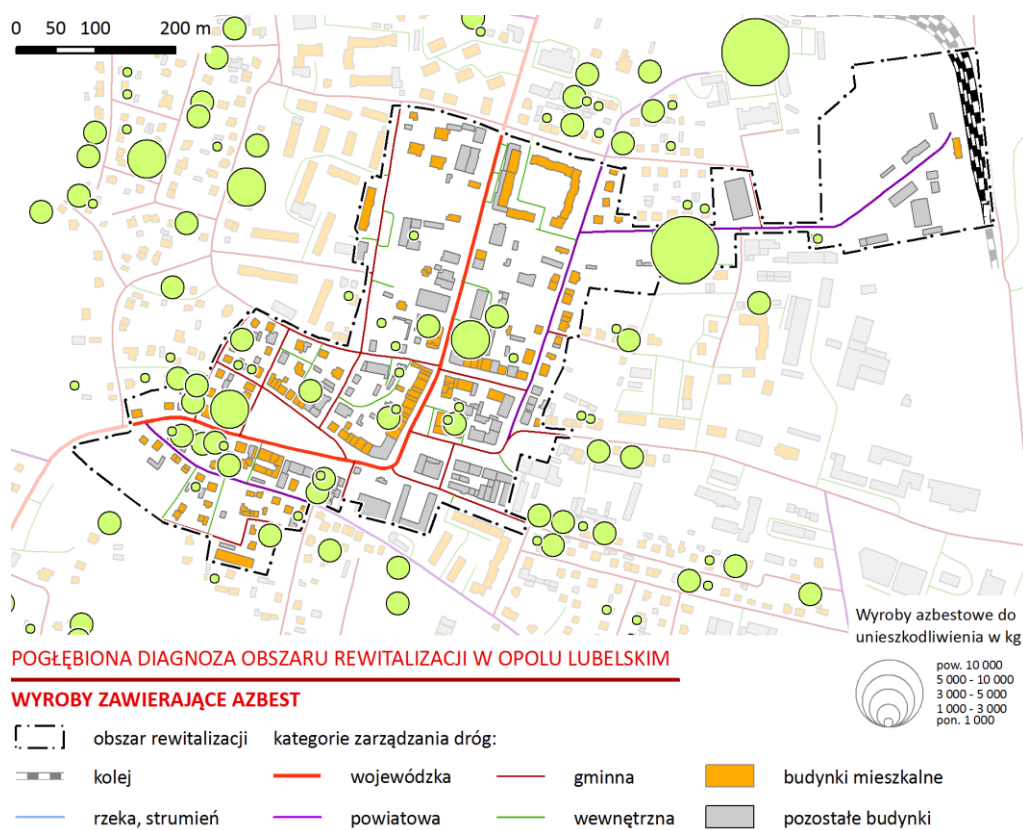 0 50 100 200 m
Wyroby azbestowe do
unieszkodliwienia w kg
pow. 10 000
5 000 - 10 000
3 000 - 5 000
1 000 - 3 000
pon. 1 000
POGŁĘBIONA DIAGNOZA OBSZARU REWITALIZACJI W OPOLU LUBELSKIM
WYROBY ZAWIERAJĄCE AZBEST
obszar rewitalizacji kategorie zarządzania dróg:
kolej wojewódzka gminna budynki mieszkalne
rzeka, strumień powiatowa wewnętrzna pozostałe budynki